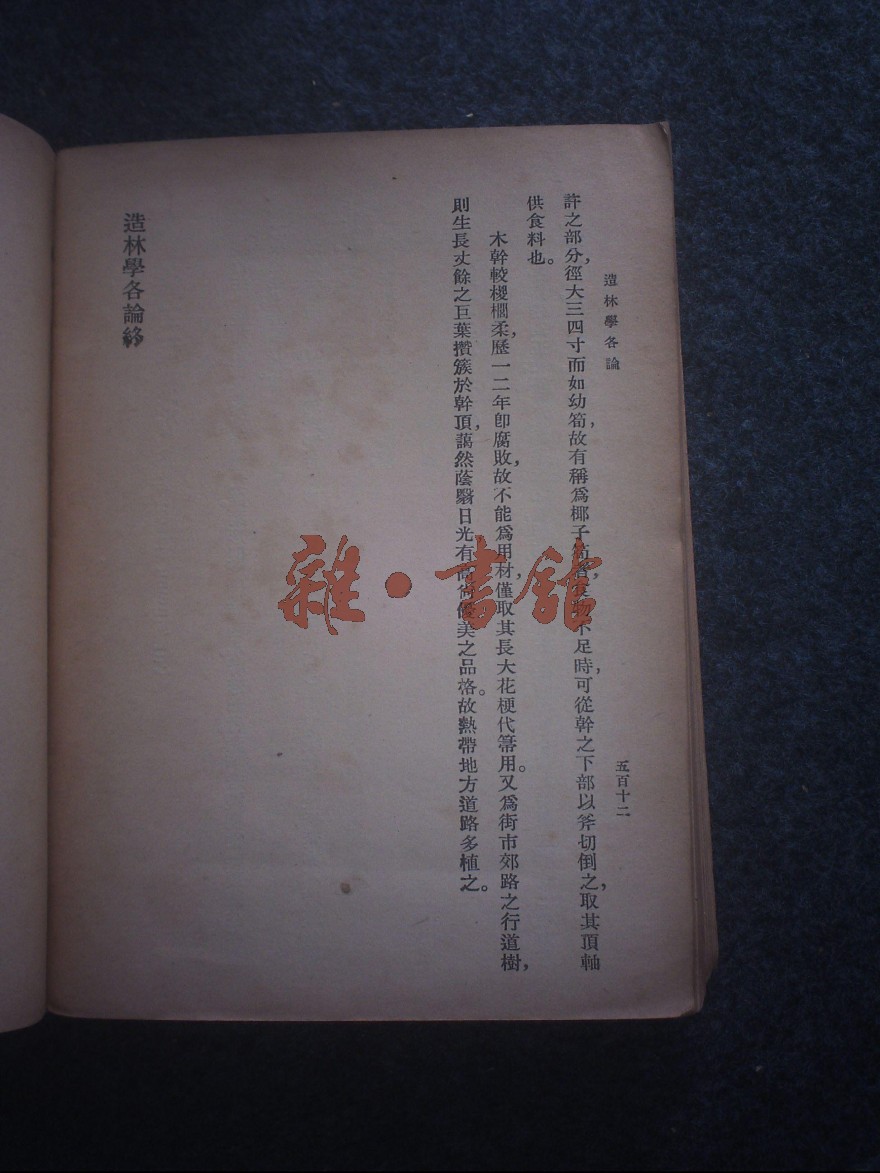 造林學各論
五百十二
許之部分，徑大三四寸而如幼筍，故有稱爲椰子筍者，食物不足時，可從幹之下部以斧切倒之，取其頂軸
供食料也。
木幹較椶櫚柔，歷一二年卽腐敗，故不能爲用材，僅取其長大花梗代箒用。又爲街市郊路之行道樹，
則生長丈餘之巨葉攢簇於幹頂，藹然蔭翳日光有高尙優美之品格。故熱帶地方道路多植之。
造林學各論終
雜·書館